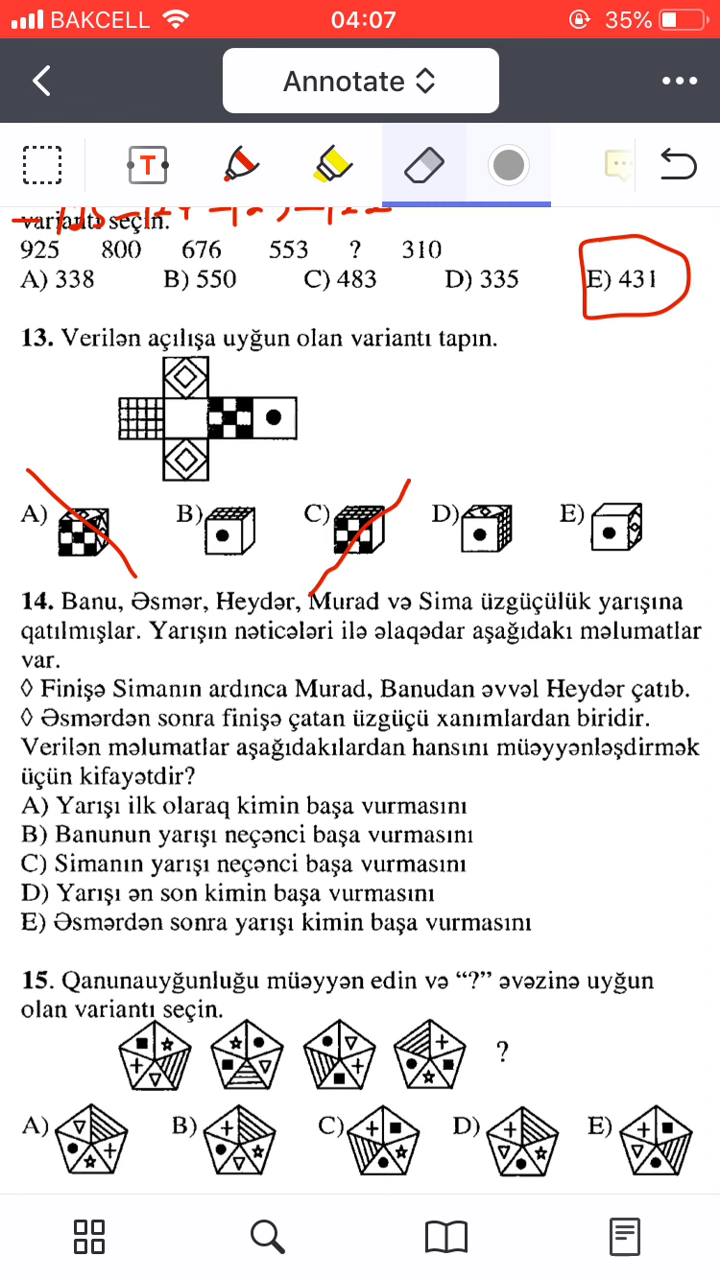 BAKCELL 04:07 35%
Annotate
T
variantı seçin.
925 800 676 553 ? 310
A) 338 B) 550 C) 483 D) 335 E) 431
13. Verilən açılışa uyğun olan variantı tapın.
A) B) C) D) E)
14. Banu, Əsmər, Heydər, Murad və Sima üzgüçülük yarışına
qatılmışlar. Yarışın nəticələri ilə əlaqədar aşağıdakı məlumatlar
var.
◊ Finişə Simanın ardınca Murad, Banudan əvvəl Heydər çatıb.
◊ Əsmərdən sonra finişə çatan üzgüçü xanımlardan biridir.
Verilən məlumatlar aşağıdakılardan hansını müəyyənləşdirmək
üçün kifayətdir?
A) Yarışı ilk olaraq kimin başa vurmasını
B) Banunun yarışı neçənci başa vurmasını
C) Simanın yarışı neçənci başa vurmasını
D) Yarışı ən son kimin başa vurmasını
E) Əsmərdən sonra yarışı kimin başa vurmasını
15. Qanunauyğunluğu müəyyən edin və “?” əvəzinə uyğun
olan variantı seçin.
?
A) B) C) D) E)